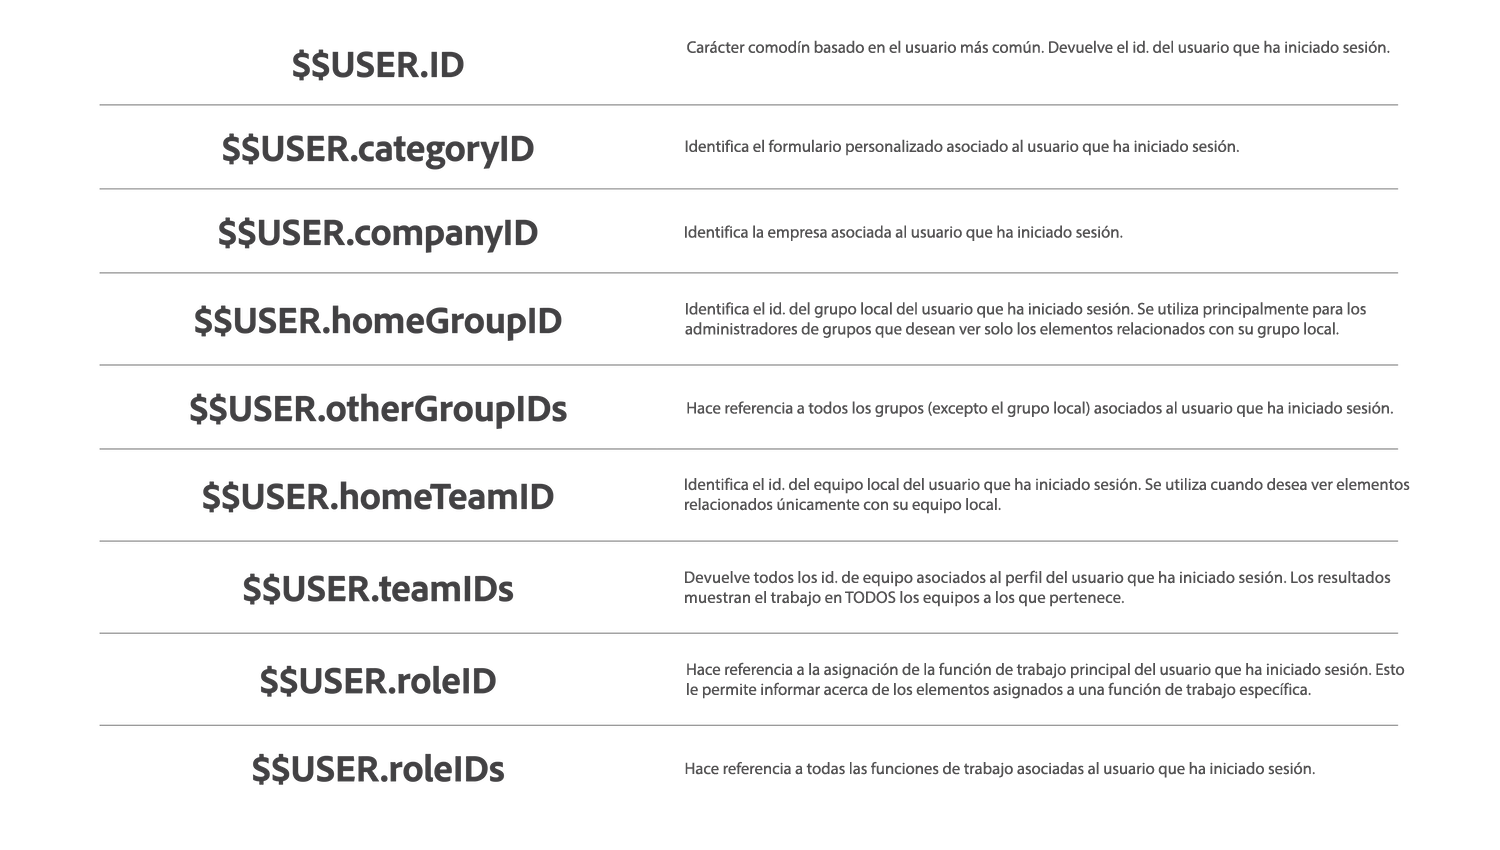 $$USER.ID
Carácter comodín basado en el usuario más común. Devuelve el id. del usuario que ha iniciado sesión.
$$USER.categoryID
Identifica el formulario personalizado asociado al usuario que ha iniciado sesión.
$$USER.companyID
Identifica la empresa asociada al usuario que ha iniciado sesión.
$$USER.homeGroupID
Identifica el id. del grupo local del usuario que ha iniciado sesión. Se utiliza principalmente para los
administradores de grupos que desean ver solo los elementos relacionados con su grupo local.
$$USER.otherGroupIDs
Hace referencia a todos los grupos (excepto el grupo local) asociados al usuario que ha iniciado sesión.
$$USER.homeTeamID
Identifica el id. del equipo local del usuario que ha iniciado sesión. Se utiliza cuando desea ver elementos
relacionados únicamente con su equipo local.
$$USER.teamIDs
Devuelve todos los id. de equipo asociados al perfil del usuario que ha iniciado sesión. Los resultados
muestran el trabajo en TODOS los equipos a los que pertenece.
$$USER.roleID
Hace referencia a la asignación de la función de trabajo principal del usuario que ha iniciado sesión. Esto
le permite informar acerca de los elementos asignados a una función de trabajo específica.
$$USER.roleIDs
Hace referencia a todas las funciones de trabajo asociadas al usuario que ha iniciado sesión.